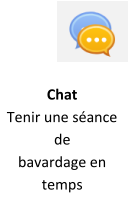 Chat
Tenir une séance
de
bavardage en
temps